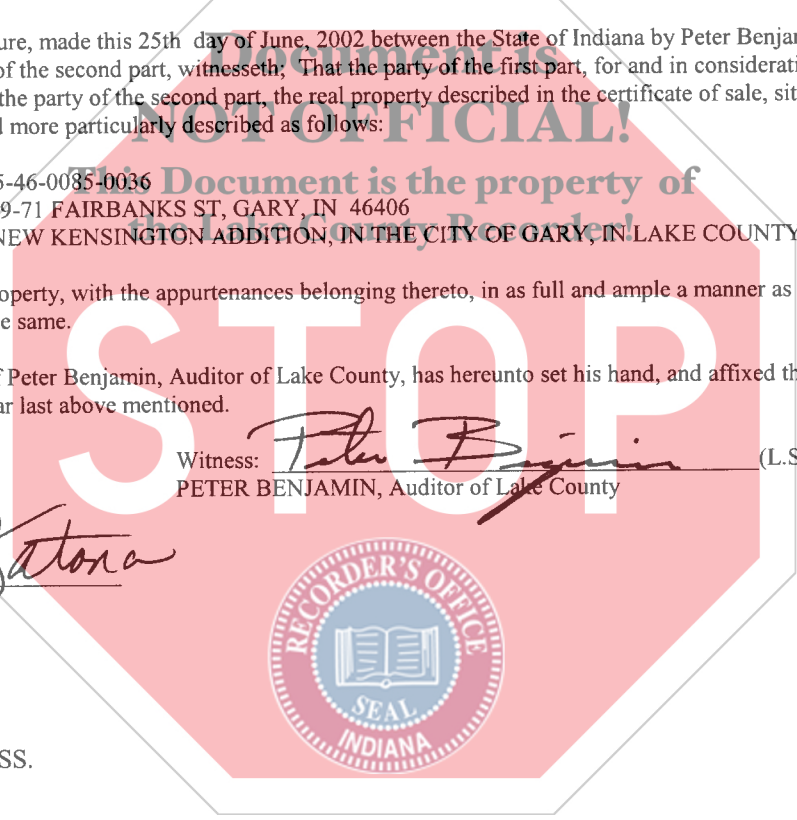 ure, made this 25th day of June, 2002 between the State of Indiana by Peter Benjam
of the second part, witnesseth; That the party of the first part, for and in considerati
the party of the second part, the real property described in the certificate of sale, sit
d more particularly described as follows:
Document is
NOT OFFICIAL!
This Document is the property of
the Lake County Recorder!
5-46-0085-0036
9-71 FAIRBANKS ST, GARY, IN 46406
NEW KENSINGTON ADDITION, IN THE CITY OF GARY, IN LAKE COUNTY
operty, with the appurtenances belonging thereto, in as full and ample a manner as
e same.
STOP
f Peter Benjamin, Auditor of Lake County, has hereunto set his hand, and affixed th
ar last above mentioned.
Witness: Peter Benjamin (L.S
PETER BENJAMIN, Auditor of Lake County
Katona
RECORDER'S OFFICE
SEAL
INDIANA
SS.